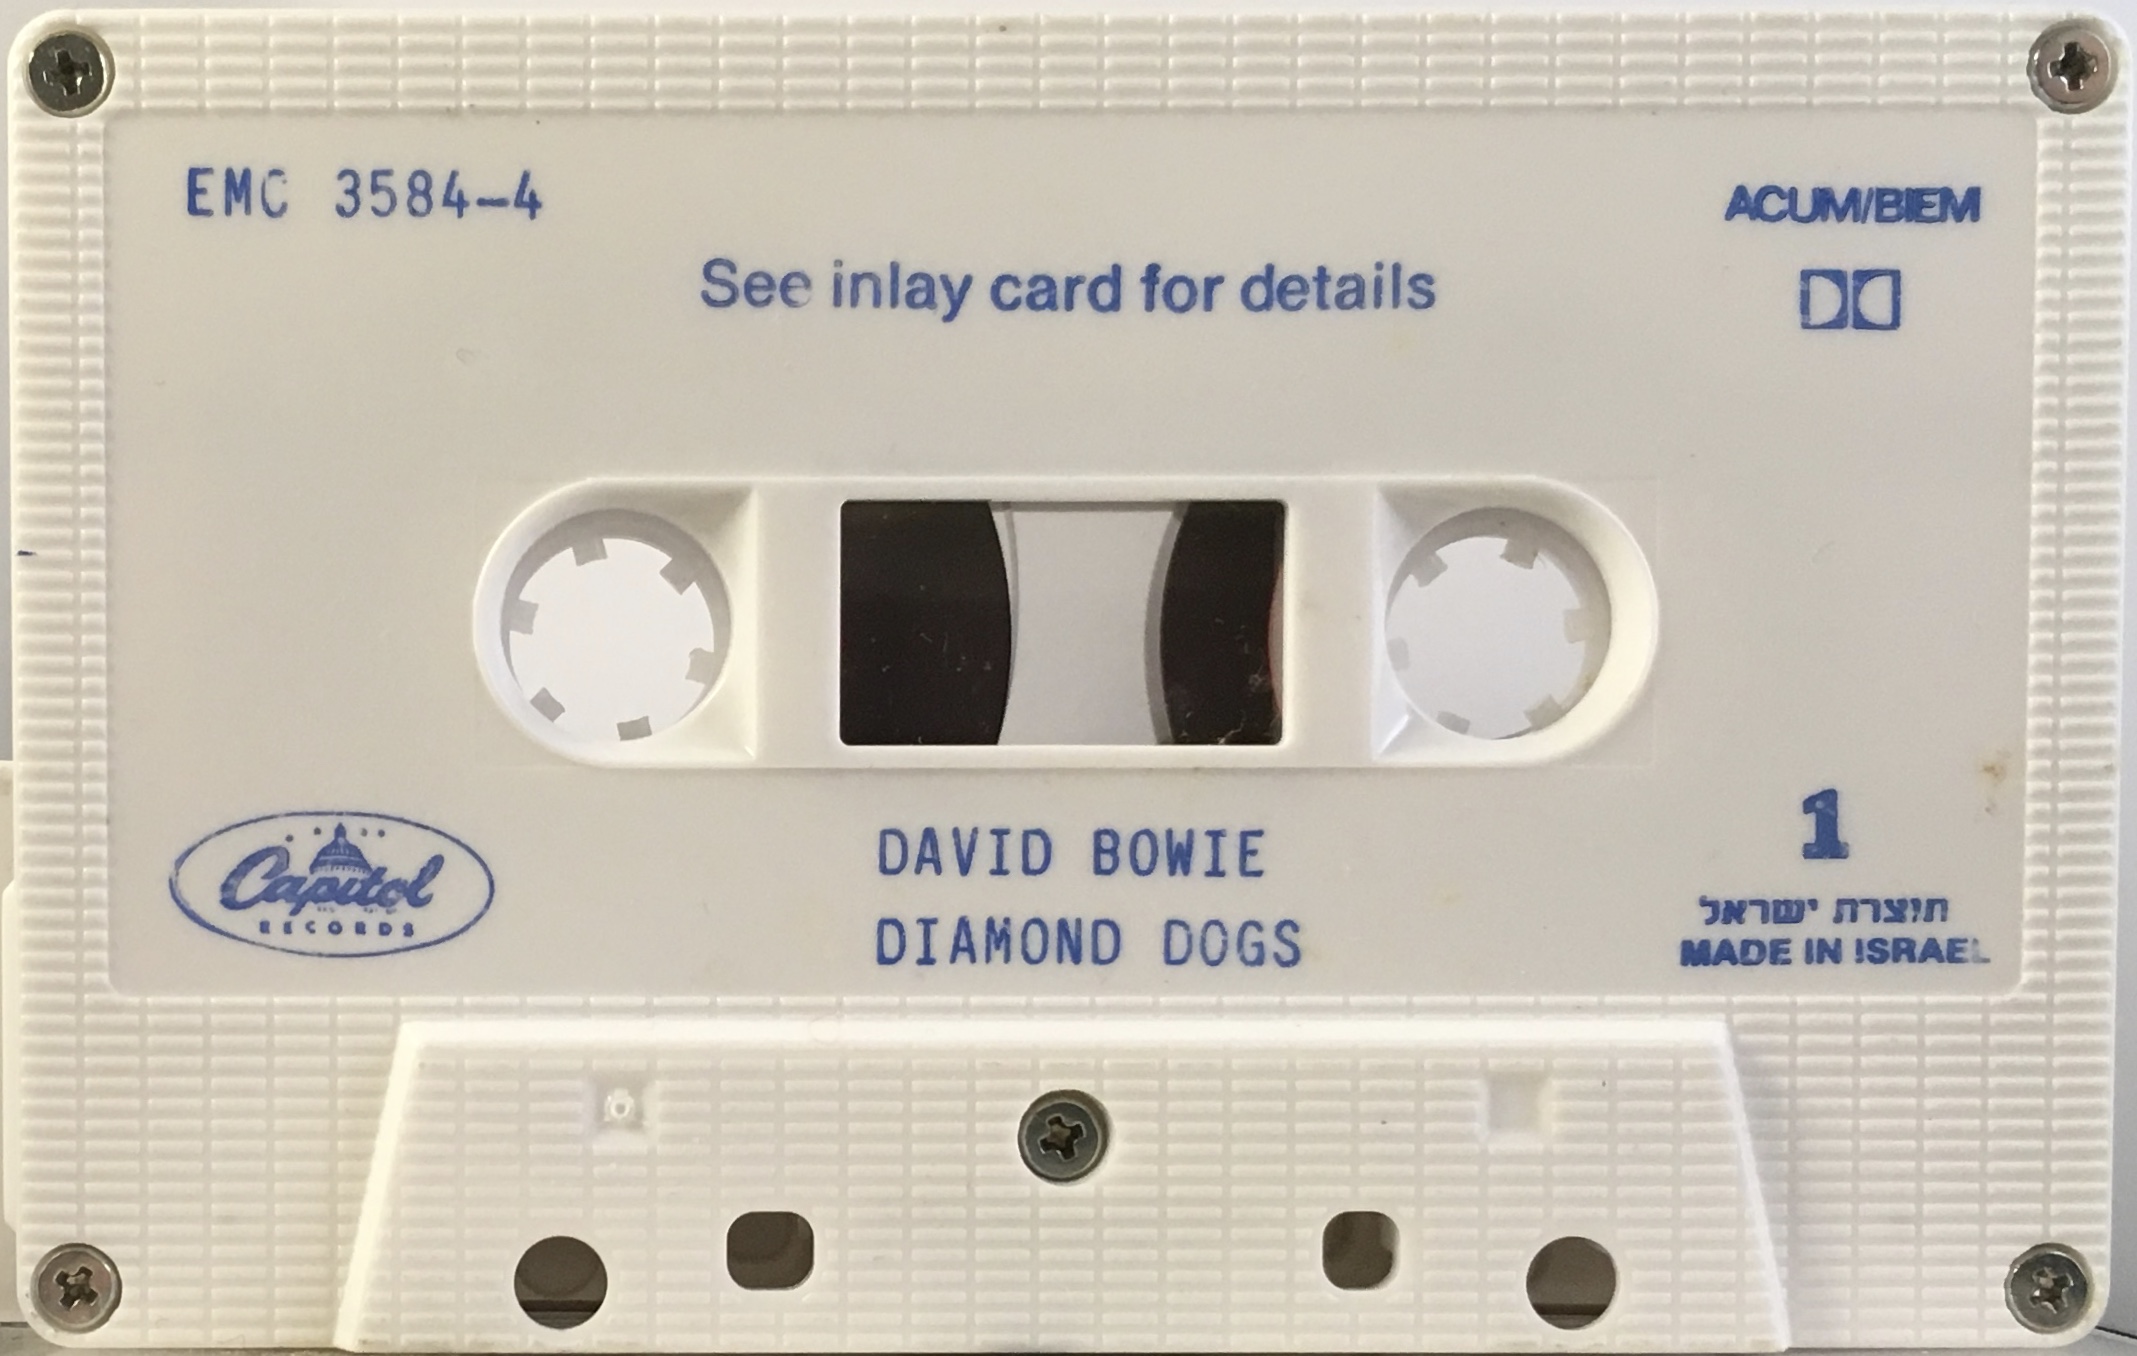 EMC 3584-4
ACUM/BIEM
See inlay card for details
Capitol
RECORDS
DAVID BOWIE
DIAMOND DOGS
1
תוצרת ישראל
MADE IN ISRAEL